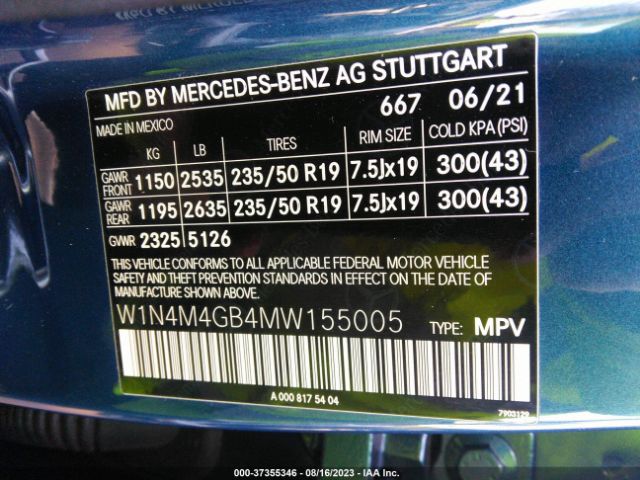 MFD BY MERCEDES-BENZ AG STUTTGART
MADE IN MEXICO 667 06/21
KG LB TIRES RIM SIZE COLD KPA (PSI)
GAWR FRONT 1150 2535 235/50 R19 7.5Jx19 300(43)
GAWR REAR 1195 2635 235/50 R19 7.5Jx19 300(43)
GVWR 2325 5126
THIS VEHICLE CONFORMS TO ALL APPLICABLE FEDERAL MOTOR VEHICLE
SAFETY AND THEFT PREVENTION STANDARDS IN EFFECT ON THE DATE OF
MANUFACTURE SHOWN ABOVE.
W1N4M4GB4MW155005 TYPE: MPV
A 000 817 54 04
7903129
000-37355346 - 08/16/2023 - IAA Inc.